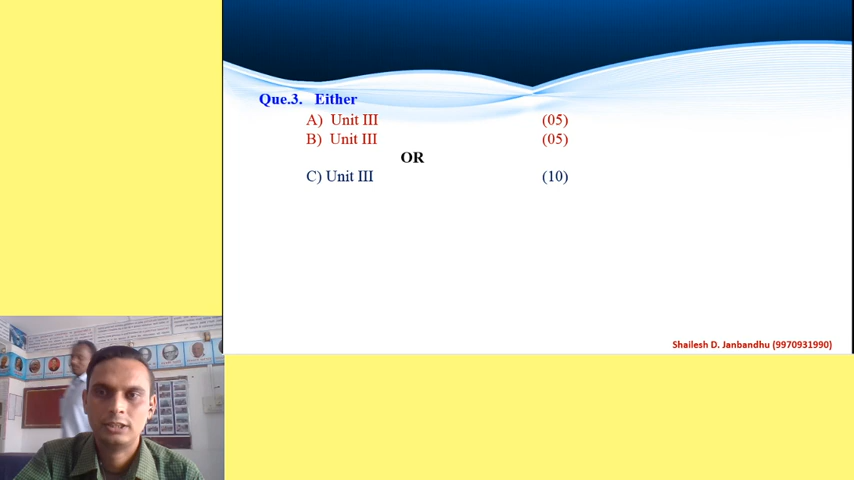 Que.3. Either
A) Unit III (05)
B) Unit III (05)
OR
C) Unit III (10)
Shailesh D. Janbandhu (9970931990)